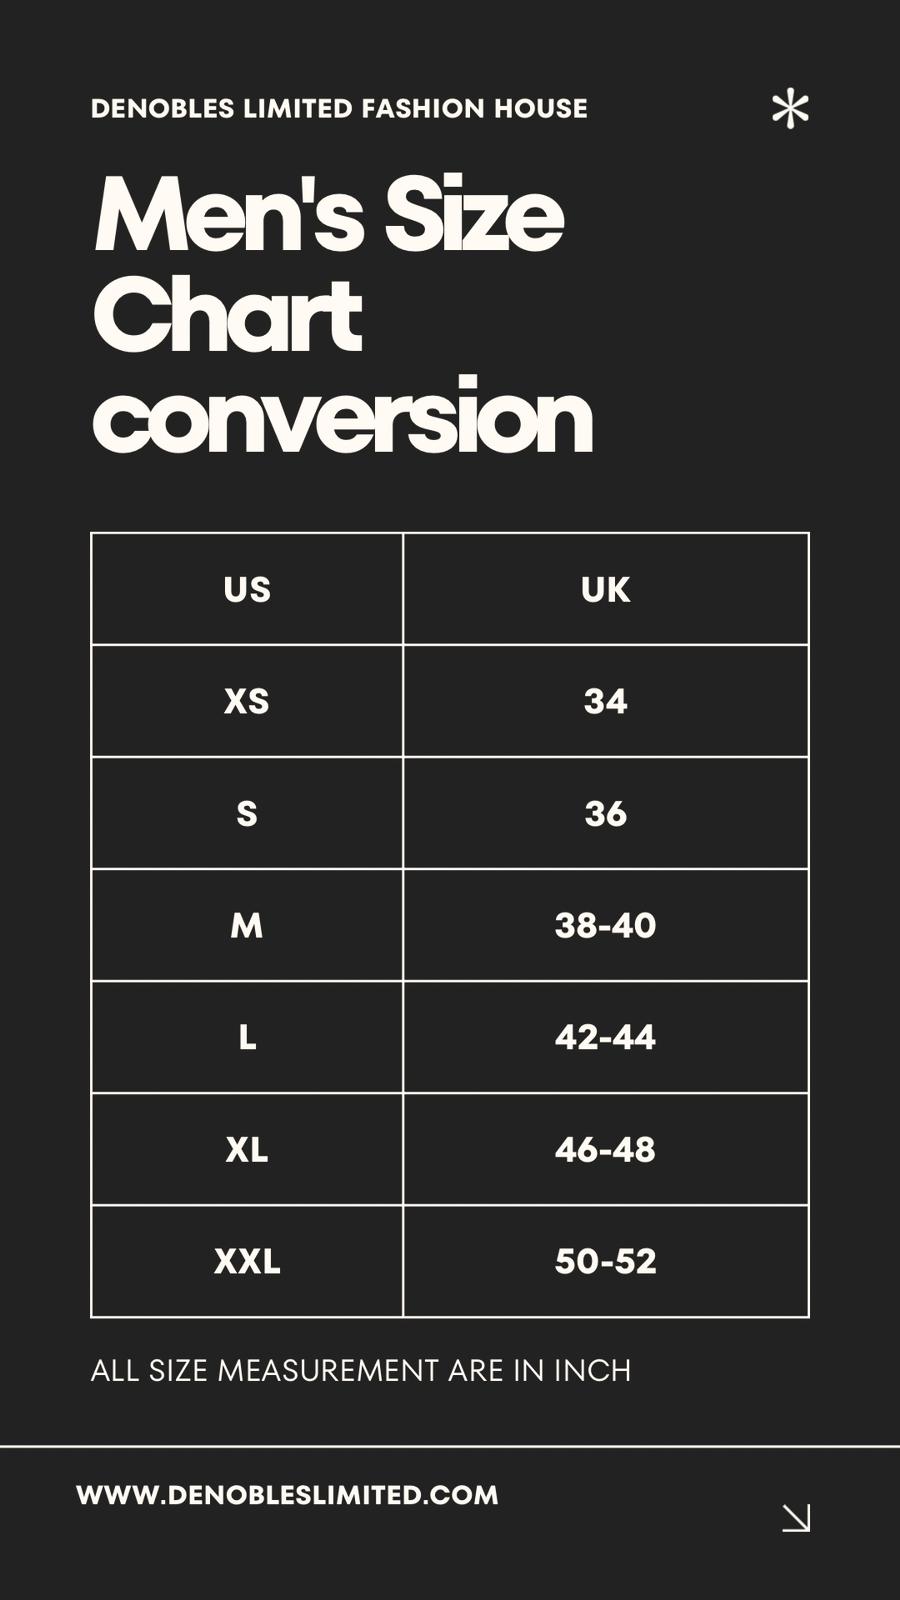 DENOBLES LIMITED FASHION HOUSE
Men's Size
Chart
conversion
US UK
XS 34
S 36
M 38-40
L 42-44
XL 46-48
XXL 50-52
ALL SIZE MEASUREMENT ARE IN INCH
WWW.DENOBLESLIMITED.COM